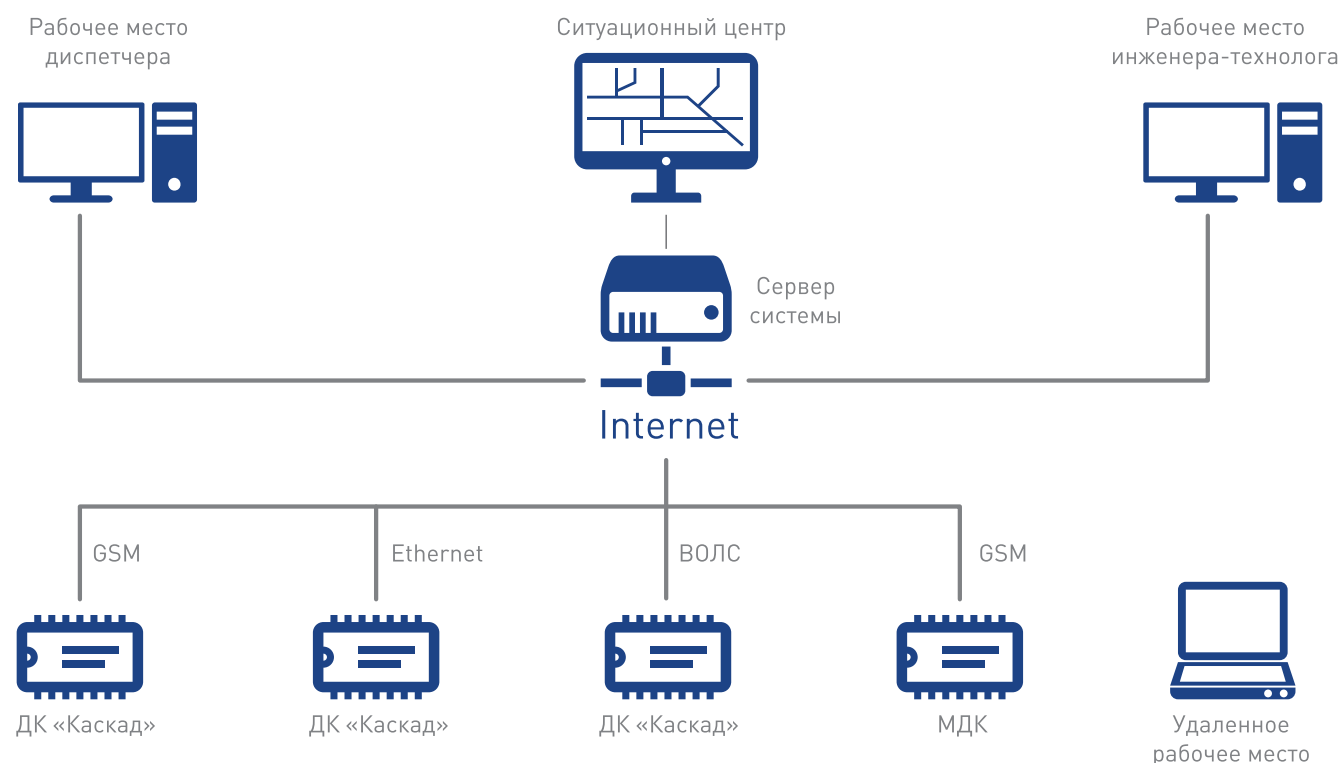 Рабочее место
диспетчера
Ситуационный центр
Рабочее место
инженера-технолога
Сервер
системы
Internet
GSM
Ethernet
ВОЛС
GSM
ДК «Каскад»
ДК «Каскад»
ДК «Каскад»
МДК
Удаленное
рабочее место